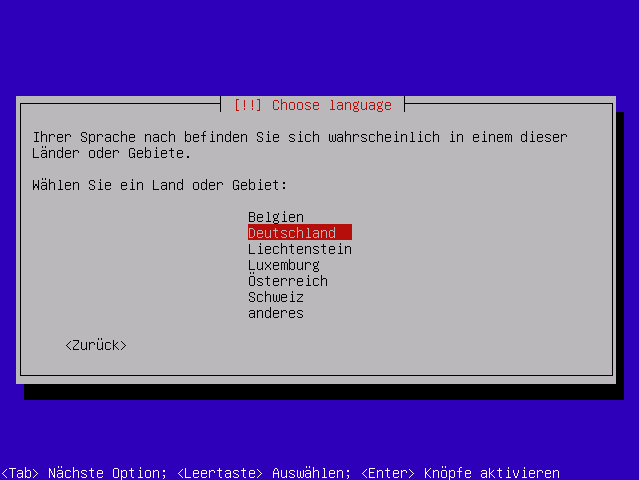 [!!] Choose language
Ihrer Sprache nach befinden Sie sich wahrscheinlich in einem dieser
Länder oder Gebiete.
Wählen Sie ein Land oder Gebiet:
Belgien
Deutschland
Liechtenstein
Luxemburg
Österreich
Schweiz
anderes
<Zurück>
<Tab> Nächste Option; <Leertaste> Auswählen; <Enter> Knöpfe aktivieren